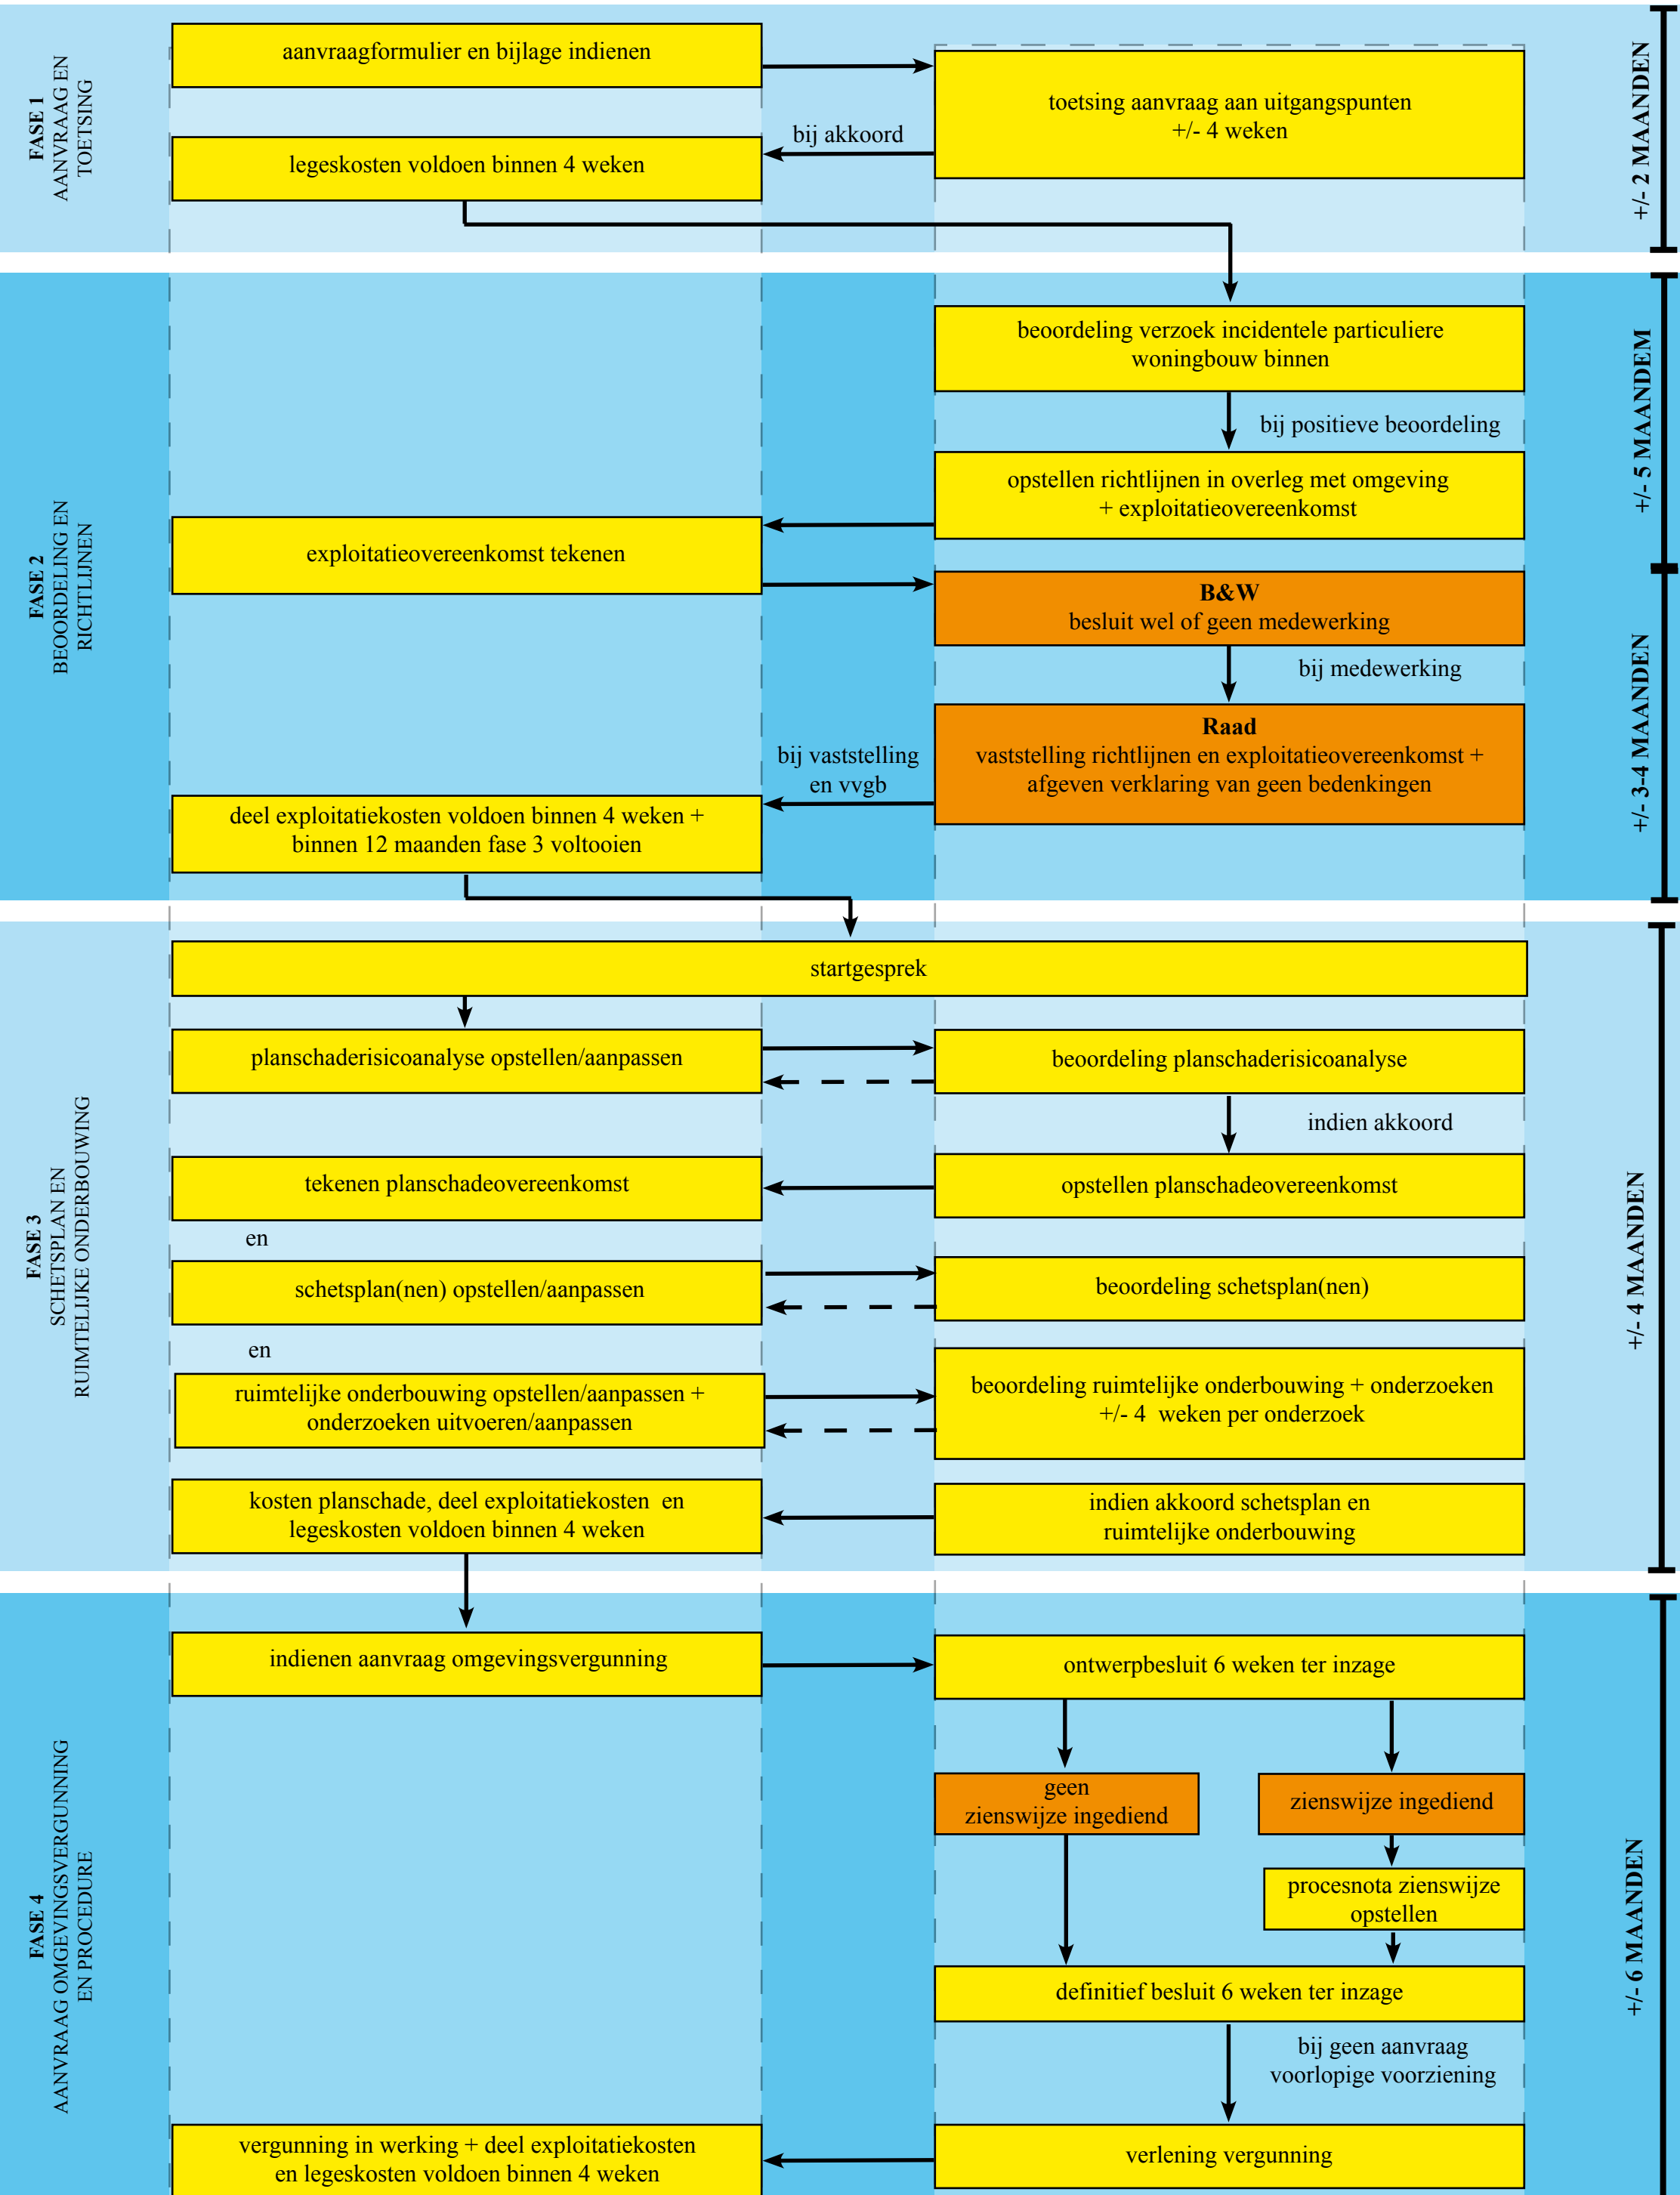 FASE 1
AANVRAAG EN
TOETSING
aanvraagformulier en bijlage indienen
toetsing aanvraag aan uitgangspunten
+/- 4 weken
bij akkoord
legeskosten voldoen binnen 4 weken
+/- 2 MAANDEN
FASE 2
BEOORDELING EN
RICHTLIJNEN
beoordeling verzoek incidentele particuliere
woningbouw binnen
bij positieve beoordeling
opstellen richtlijnen in overleg met omgeving
+ exploitatieovereenkomst
exploitatieovereenkomst tekenen
+/- 5 MAANDEM
B&W
besluit wel of geen medewerking
bij medewerking
Raad
vaststelling richtlijnen en exploitatieovereenkomst +
afgeven verklaring van geen bedenkingen
bij vaststelling
en vvgb
deel exploitatiekosten voldoen binnen 4 weken +
binnen 12 maanden fase 3 voltooien
+/- 3-4 MAANDEN
FASE 3
SCHETSPLAN EN
RUIMTELIJKE ONDERBOUWING
startgesprek
planschaderisicoanalyse opstellen/aanpassen
beoordeling planschaderisicoanalyse
indien akkoord
tekenen planschadeovereenkomst
opstellen planschadeovereenkomst
en
schetsplan(nen) opstellen/aanpassen
beoordeling schetsplan(nen)
en
ruimtelijke onderbouwing opstellen/aanpassen +
onderzoeken uitvoeren/aanpassen
beoordeling ruimtelijke onderbouwing + onderzoeken
+/- 4 weken per onderzoek
kosten planschade, deel exploitatiekosten en
legeskosten voldoen binnen 4 weken
indien akkoord schetsplan en
ruimtelijke onderbouwing
+/- 4 MAANDEN
FASE 4
AANVRAAG OMGEVINGSVERGUNNING
EN PROCEDURE
indienen aanvraag omgevingsvergunning
ontwerpbesluit 6 weken ter inzage
geen
zienswijze ingediend
zienswijze ingediend
procesnota zienswijze
opstellen
definitief besluit 6 weken ter inzage
bij geen aanvraag
voorlopige voorziening
verlening vergunning
vergunning in werking + deel exploitatiekosten
en legeskosten voldoen binnen 4 weken
+/- 6 MAANDEN